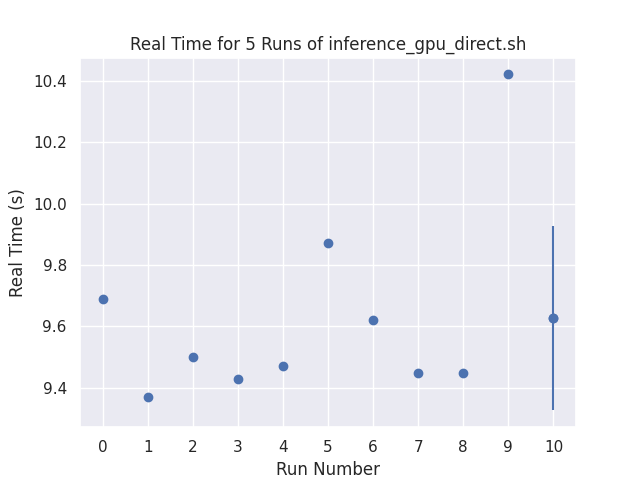 Real Time for 5 Runs of inference_gpu_direct.sh
10.4
10.2
10.0
9.8
9.6
9.4
Real Time (s)
0 1 2 3 4 5 6 7 8 9 10
Run Number